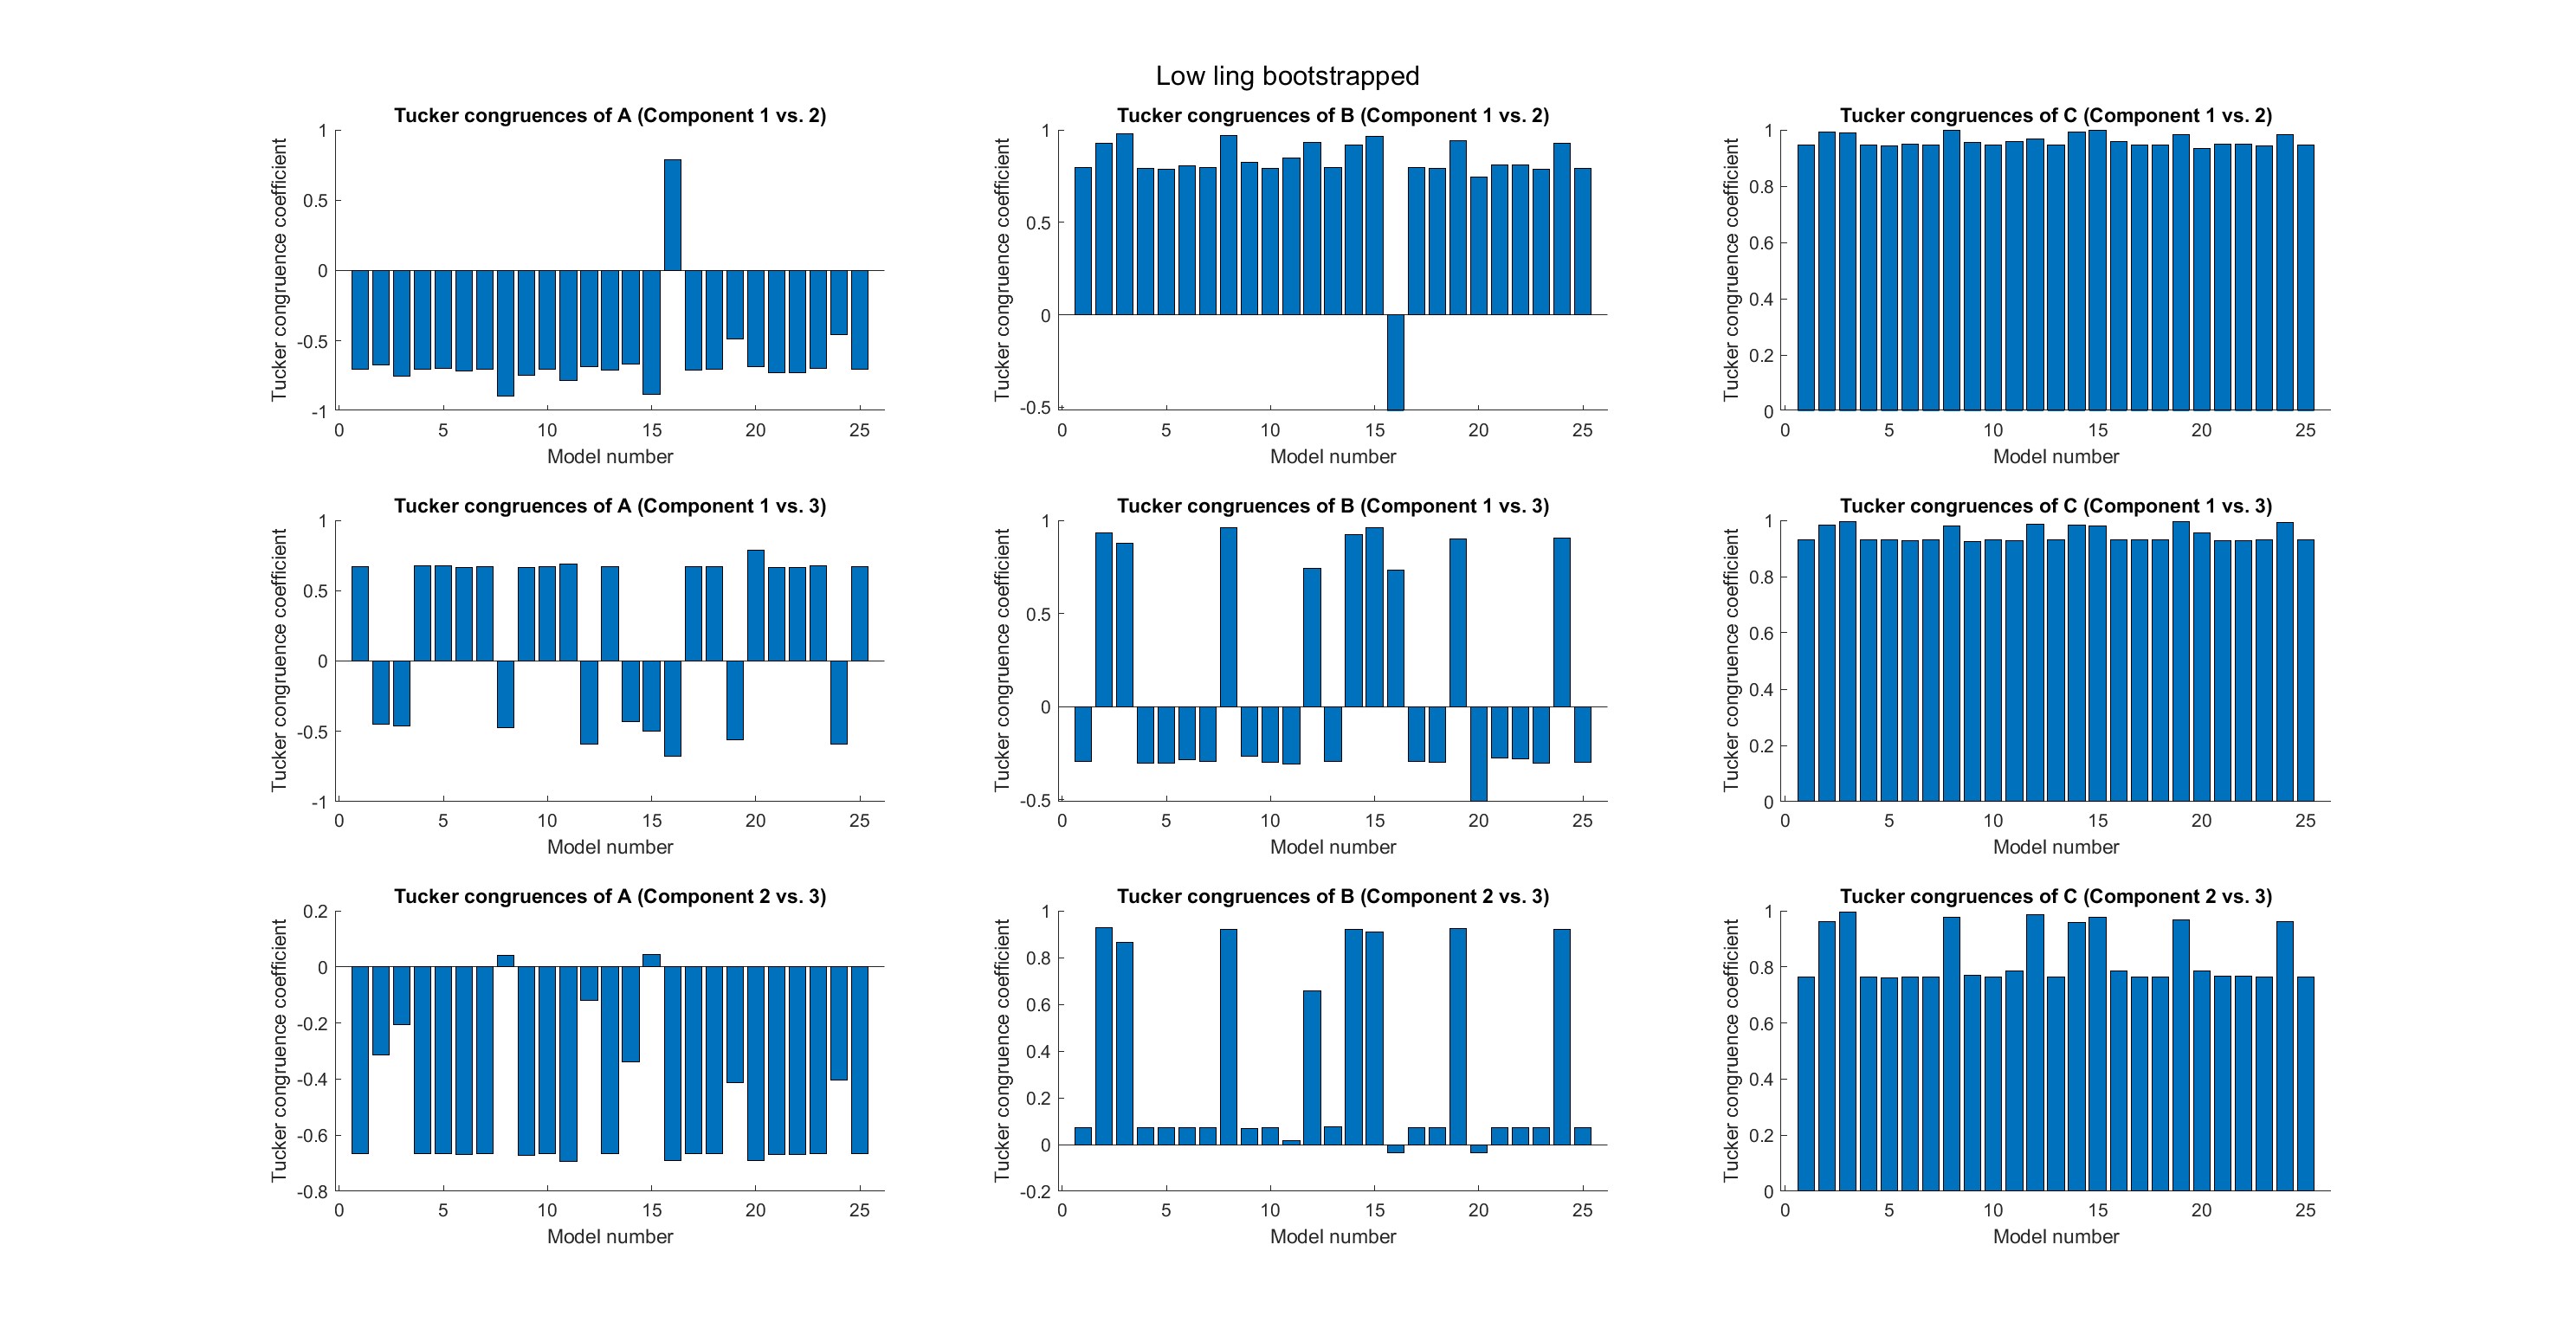 Low ling bootstrapped
Tucker congruences of A (Component 1 vs. 2)
Tucker congruence coefficient
1
0.5
0
-0.5
-1
0 5 10 15 20 25
Model number
Tucker congruences of B (Component 1 vs. 2)
Tucker congruence coefficient
1
0.5
0
-0.5
0 5 10 15 20 25
Model number
Tucker congruences of C (Component 1 vs. 2)
Tucker congruence coefficient
1
0.8
0.6
0.4
0.2
0
0 5 10 15 20 25
Model number
Tucker congruences of A (Component 1 vs. 3)
Tucker congruence coefficient
1
0.5
0
-0.5
-1
0 5 10 15 20 25
Model number
Tucker congruences of B (Component 1 vs. 3)
Tucker congruence coefficient
1
0.5
0
-0.5
0 5 10 15 20 25
Model number
Tucker congruences of C (Component 1 vs. 3)
Tucker congruence coefficient
1
0.8
0.6
0.4
0.2
0
0 5 10 15 20 25
Model number
Tucker congruences of A (Component 2 vs. 3)
Tucker congruence coefficient
0.2
0
-0.2
-0.4
-0.6
-0.8
0 5 10 15 20 25
Model number
Tucker congruences of B (Component 2 vs. 3)
Tucker congruence coefficient
1
0.8
0.6
0.4
0.2
0
-0.2
0 5 10 15 20 25
Model number
Tucker congruences of C (Component 2 vs. 3)
Tucker congruence coefficient
1
0.8
0.6
0.4
0.2
0
0 5 10 15 20 25
Model number